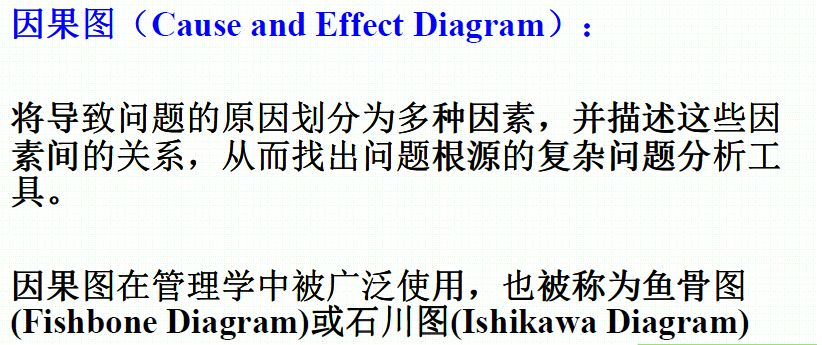 因果图（Cause and Effect Diagram）：
将导致问题的原因划分为多种因素，并描述这些因
素间的关系，从而找出问题根源的复杂问题分析工
具。
因果图在管理学中被广泛使用，也被称为鱼骨图
(Fishbone Diagram)或石川图(Ishikawa Diagram)